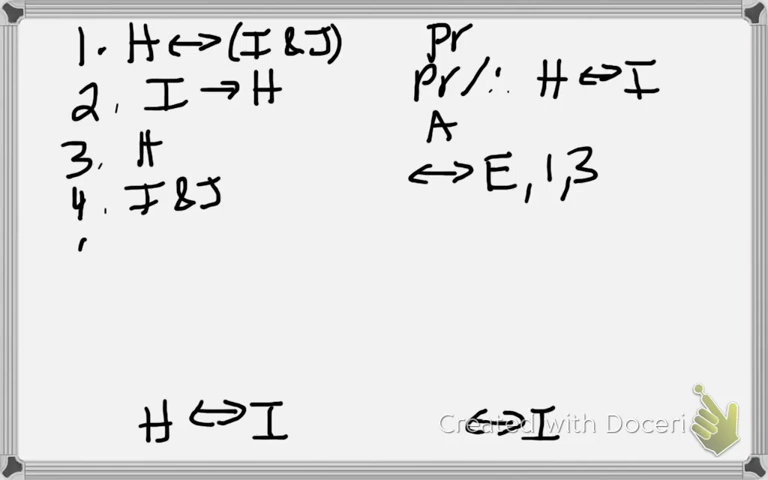 1. H ↔ (I & J) pr
2. I → H pr /∴ H ↔ I
3. H A
4. I & J ↔ E, 1, 3
H ↔ I ↔ I
Created with Doceri